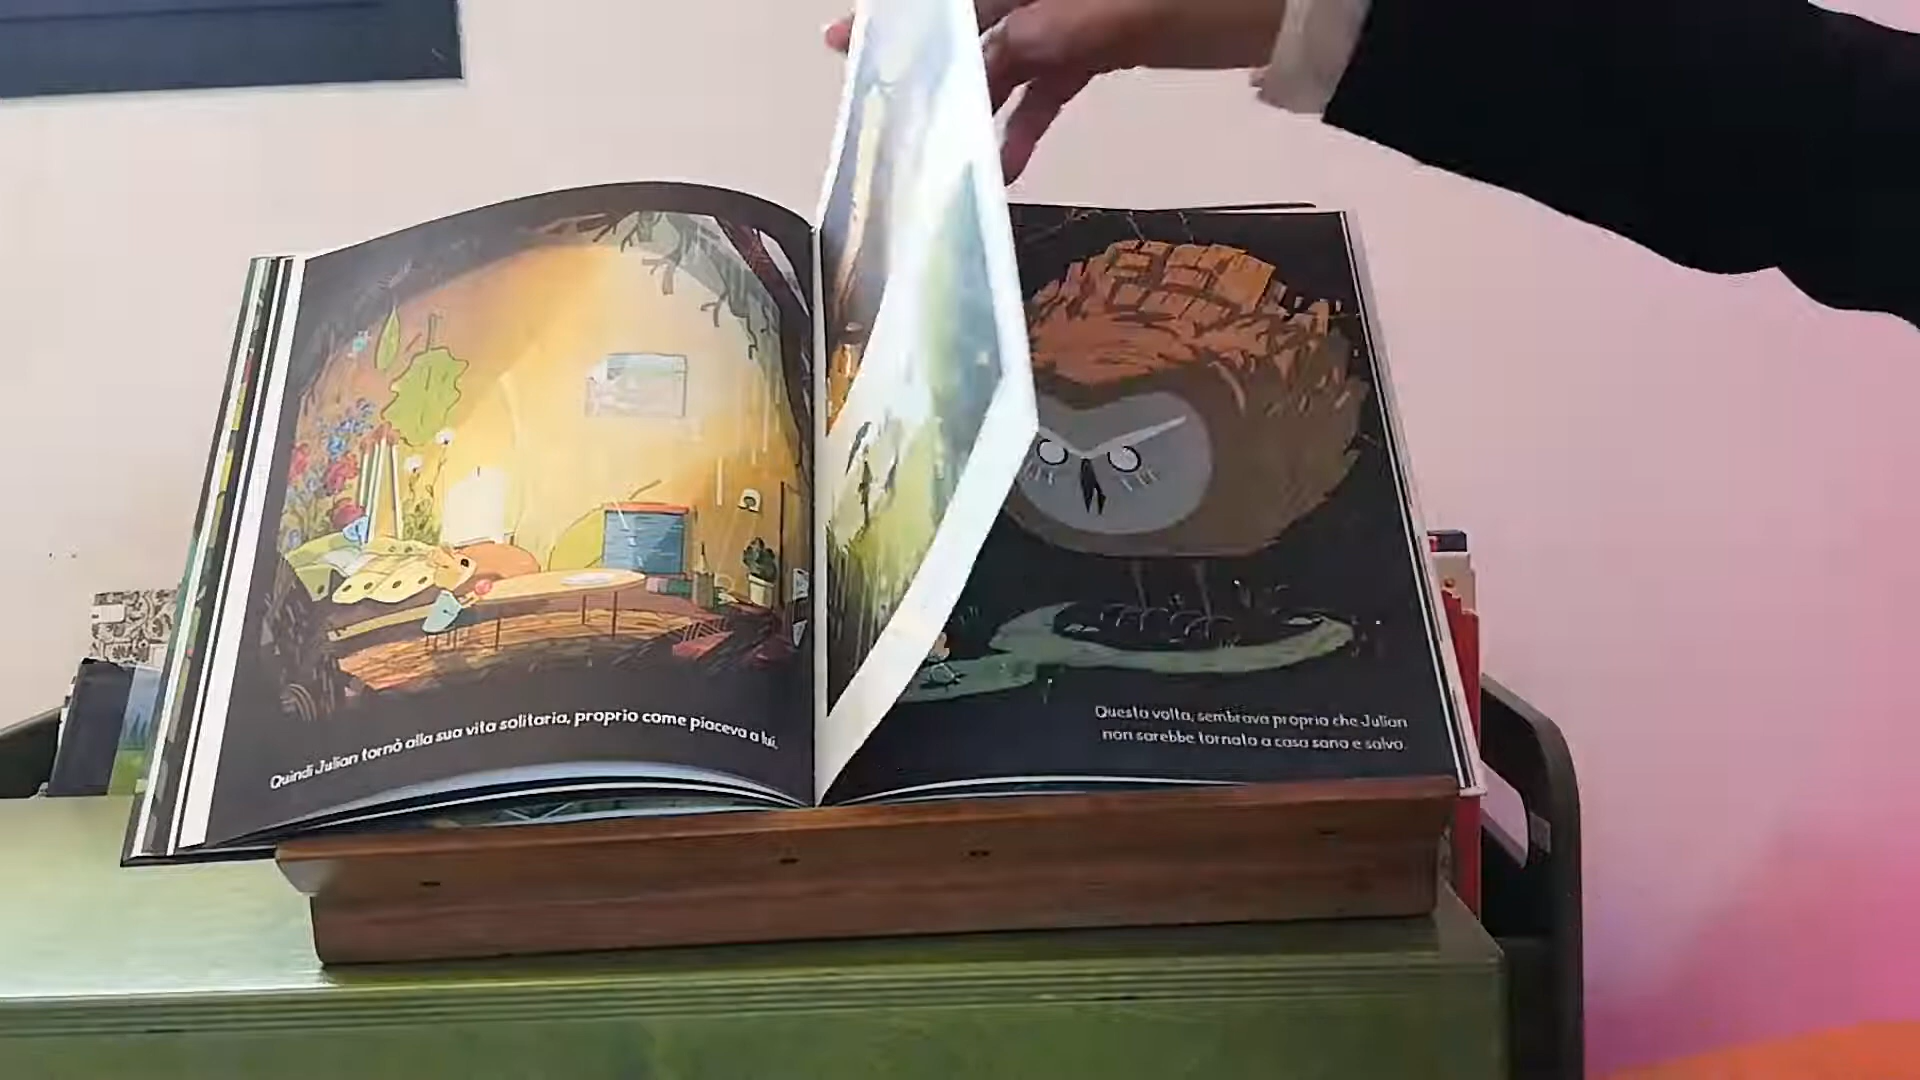 Quindi Julian tornò alla sua vita solitaria, proprio come piaceva a lui.
Questa volta, sembrava proprio che Julian
non sarebbe tornato a casa sano e salvo.